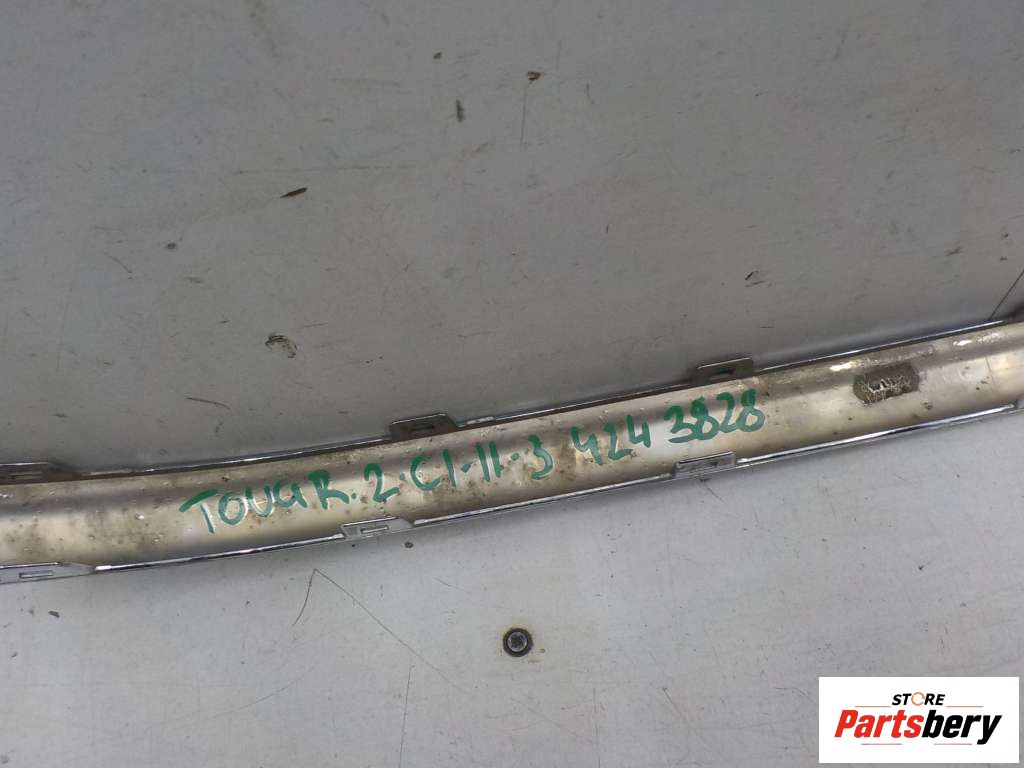 TOUAR.2.C1-11-3 424 3828
STORE
Partsbery